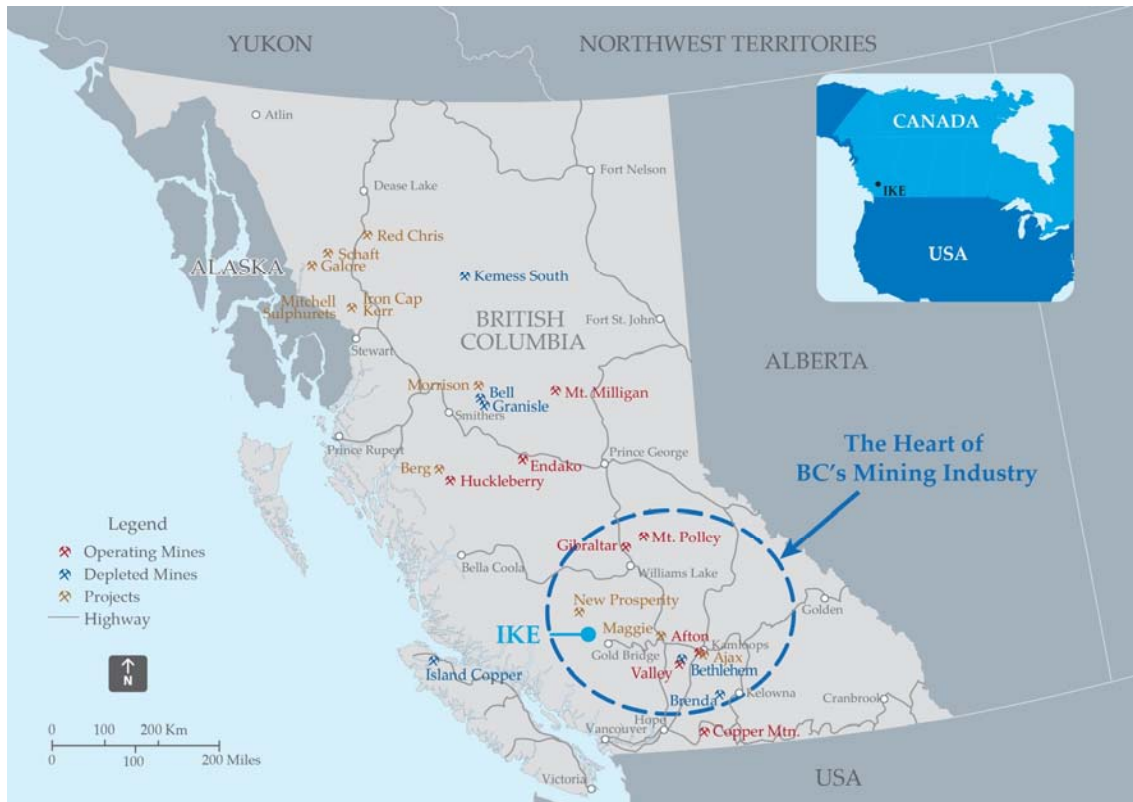 YUKON
NORTHWEST TERRITORIES
CANADA
IKE
USA
Atlin
Fort Nelson
Dease Lake
Red Chris
Schaft
Galore
ALASKA
Kemess South
Mitchell
Sulphurets
Iron Cap
Kerr
BRITISH
COLUMBIA
Fort St. John
Stewart
ALBERTA
Morrison
Bell
Granisle
Mt. Milligan
Smithers
Prince Rupert
Endako
Prince George
Berg
Huckleberry
The Heart of
BC's Mining Industry
Legend
Operating Mines
Depleted Mines
Projects
Highway
Gibraltar
Mt. Polley
Bella Coola
Williams Lake
New Prosperity
Golden
IKE
Maggie
Afton
Kamloops
Gold Bridge
Ajax
Valley
Bethlehem
Island Copper
N
Brenda
Kelowna
Cranbrook
Vancouver
Hope
Copper Mtn.
0 100 200 Km
0 100 200 Miles
Victoria
USA